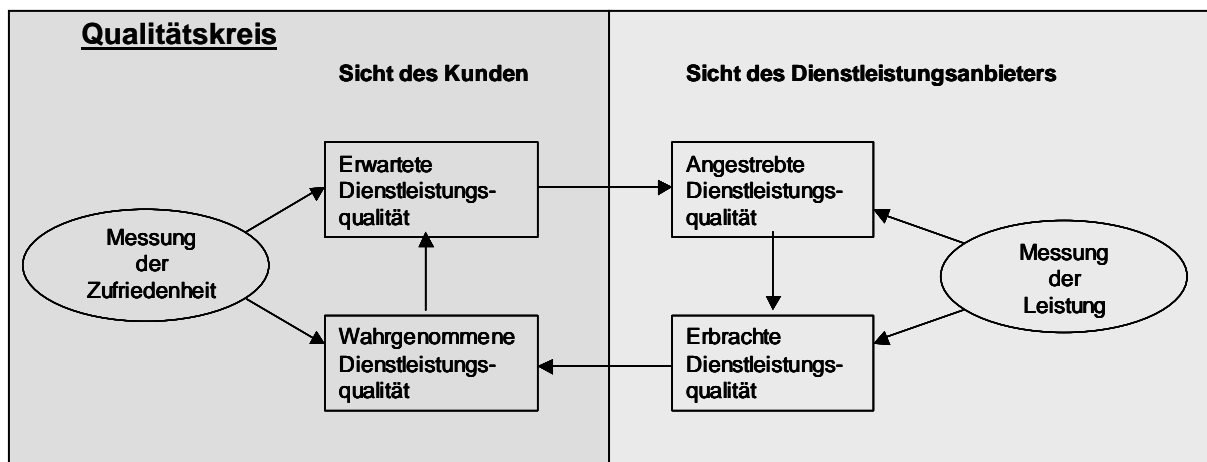 Qualitätskreis
Sicht des Kunden
Sicht des Dienstleistungsanbieters
Erwartete
Dienstleistungs-
qualität
Angestrebte
Dienstleistungs-
qualität
Messung
der
Zufriedenheit
Messung
der
Leistung
Wahrgenommene
Dienstleistungs-
qualität
Erbrachte
Dienstleistungs-
qualität